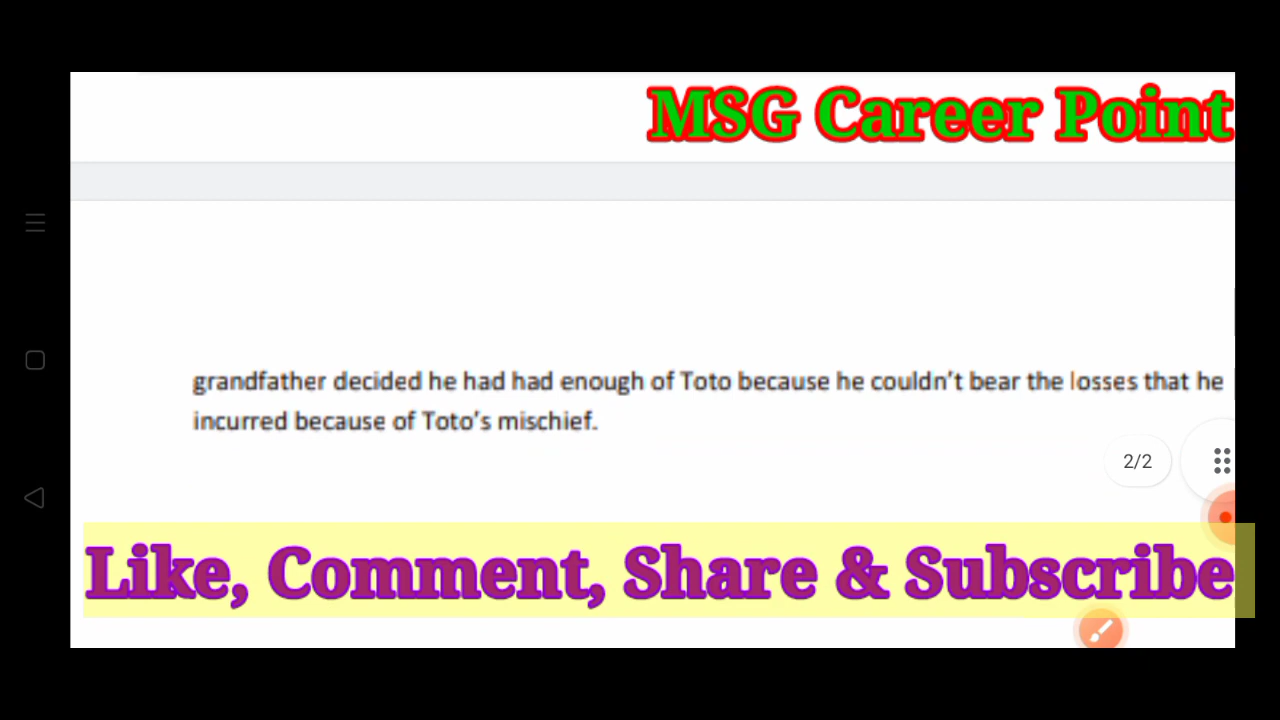 MSG Career Point
grandfather decided he had had enough of Toto because he couldn’t bear the losses that he
incurred because of Toto’s mischief.
2/2
Like, Comment, Share & Subscribe